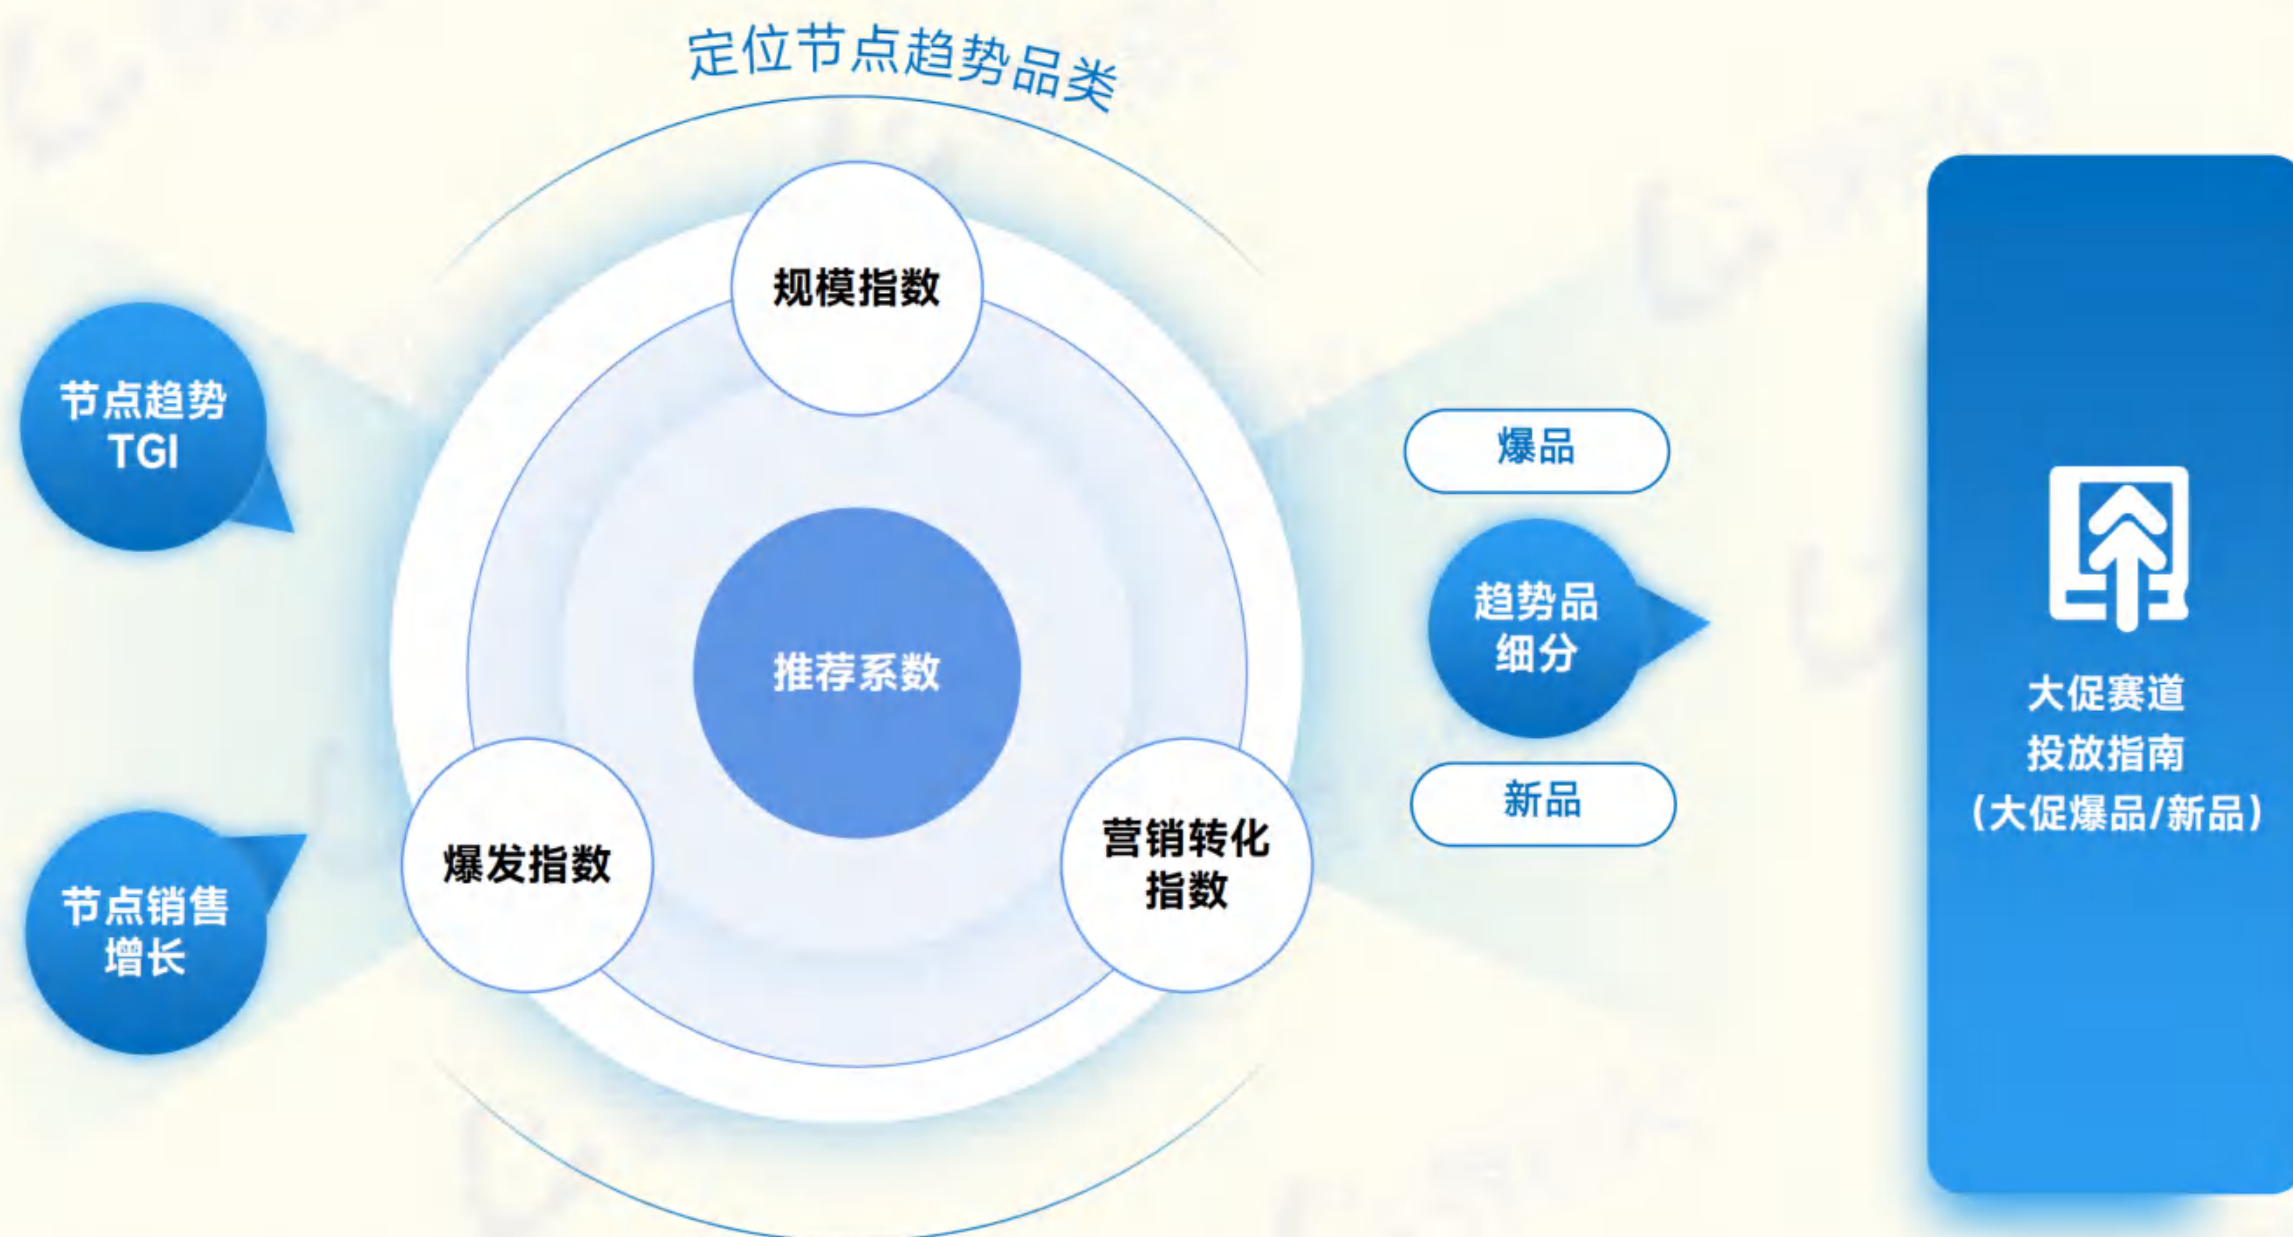 定位节点趋势品类
节点趋势
TGI
节点销售
增长
规模指数
推荐系数
爆发指数
营销转化
指数
爆品
趋势品
细分
新品
大促赛道
投放指南
(大促爆品/新品)